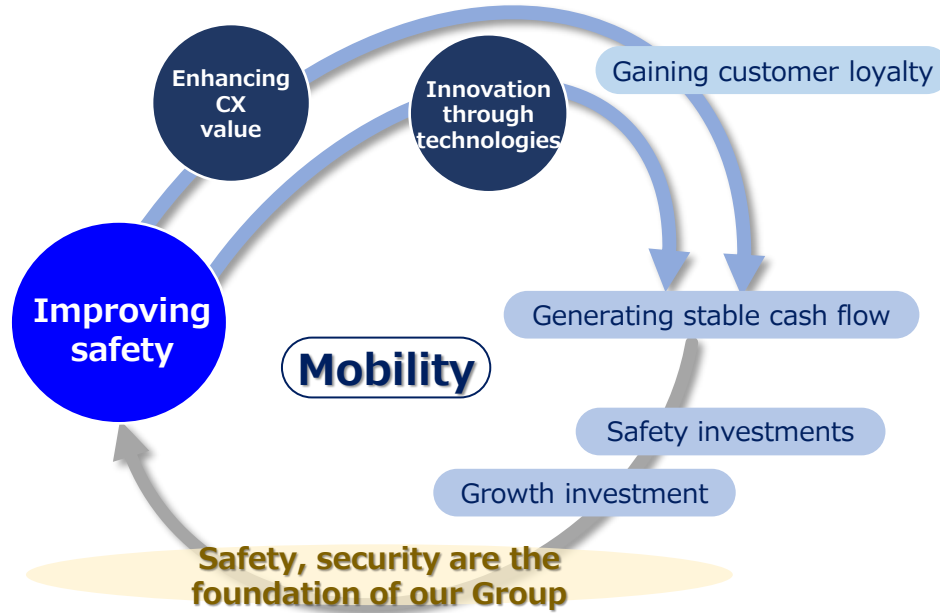 Enhancing
CX
value
Innovation
through
technologies
Gaining customer loyalty
Improving
safety
Generating stable cash flow
Mobility
Safety investments
Growth investment
Safety, security are the
foundation of our Group